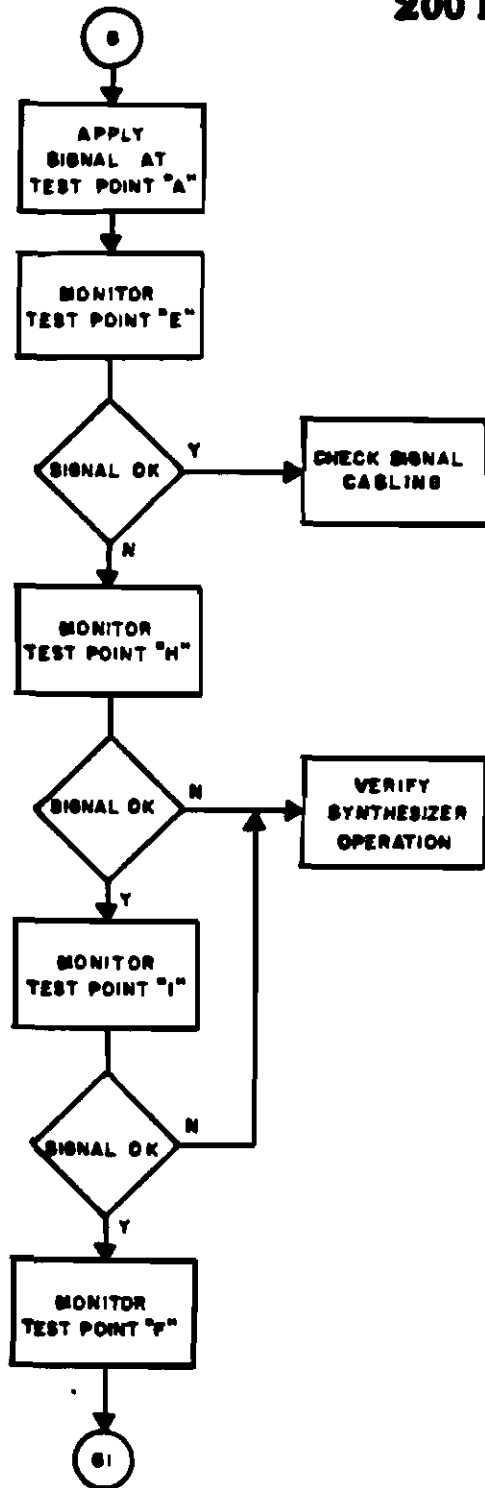 200
APPLY
SIGNAL AT
TEST POINT "A"
MONITOR
TEST POINT "E"
SIGNAL OK
Y
CHECK SIGNAL
CABLING
N
MONITOR
TEST POINT "H"
SIGNAL OK
N
VERIFY
SYNTHESIZER
OPERATION
Y
MONITOR
TEST POINT "I"
SIGNAL OK
N
Y
MONITOR
TEST POINT "F"